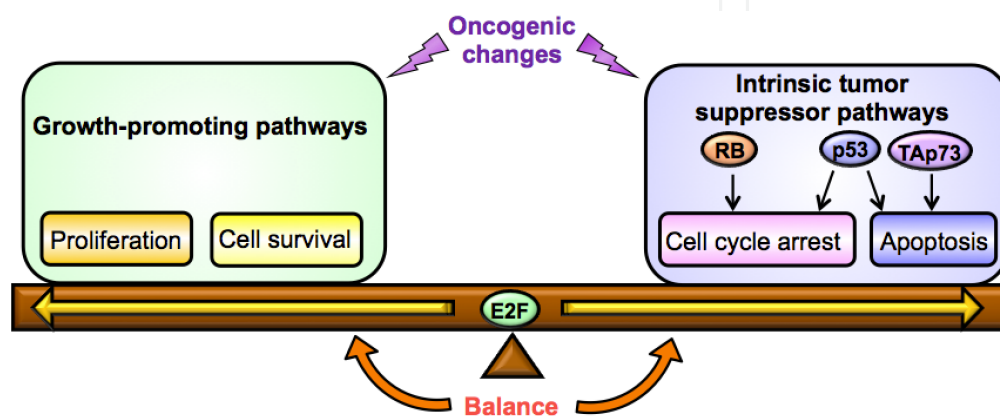 Oncogenic
changes
Growth-promoting pathways
Proliferation
Cell survival
Intrinsic tumor
suppressor pathways
RB
p53
TAp73
Cell cycle arrest
Apoptosis
E2F
Balance